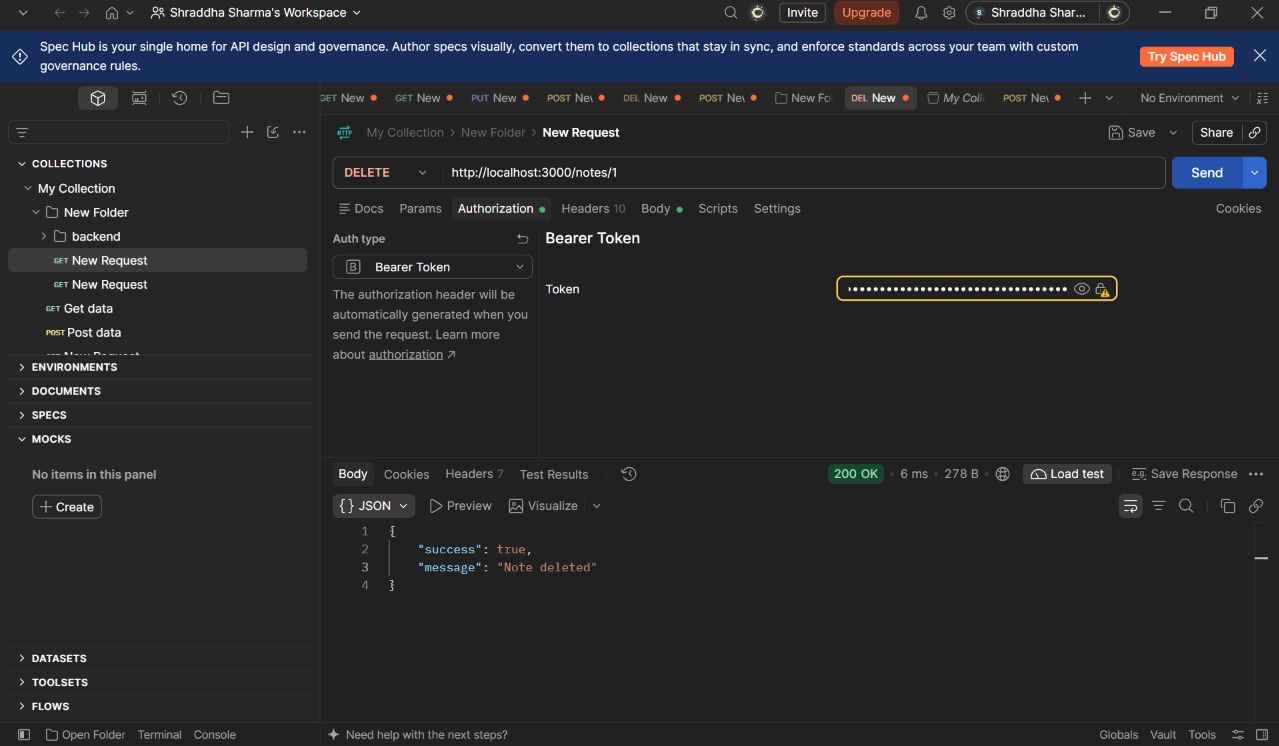 Shraddha Sharma's Workspace
Invite
Upgrade
Shraddha Shar...
Spec Hub is your single home for API design and governance. Author specs visually, convert them to collections that stay in sync, and enforce standards across your team with custom
governance rules.
Try Spec Hub
GET New
GET New
PUT New
POST Nev
DEL New
POST Nev
New Fo
DEL New
My Coll
POST Nev
No Environment
HTTP
My Collection > New Folder > New Request
Save
Share
COLLECTIONS
My Collection
New Folder
backend
GET New Request
GET New Request
GET Get data
POST Post data
ENVIRONMENTS
DOCUMENTS
SPECS
MOCKS
No items in this panel
+ Create
DATASETS
TOOLSETS
FLOWS
DELETE
http://localhost:3000/notes/1
Send
Docs
Params
Authorization
Headers 10
Body
Scripts
Settings
Cookies
Auth type
B Bearer Token
The authorization header will be
automatically generated when you
send the request. Learn more
about authorization ↗
Bearer Token
Token
Body
Cookies
Headers 7
Test Results
200 OK
6 ms
278 B
Load test
e.g. Save Response
{} JSON
Preview
Visualize
1 {
2 "success": true,
3 "message": "Note deleted"
4 }
Open Folder
Terminal
Console
Need help with the next steps?
Globals
Vault
Tools